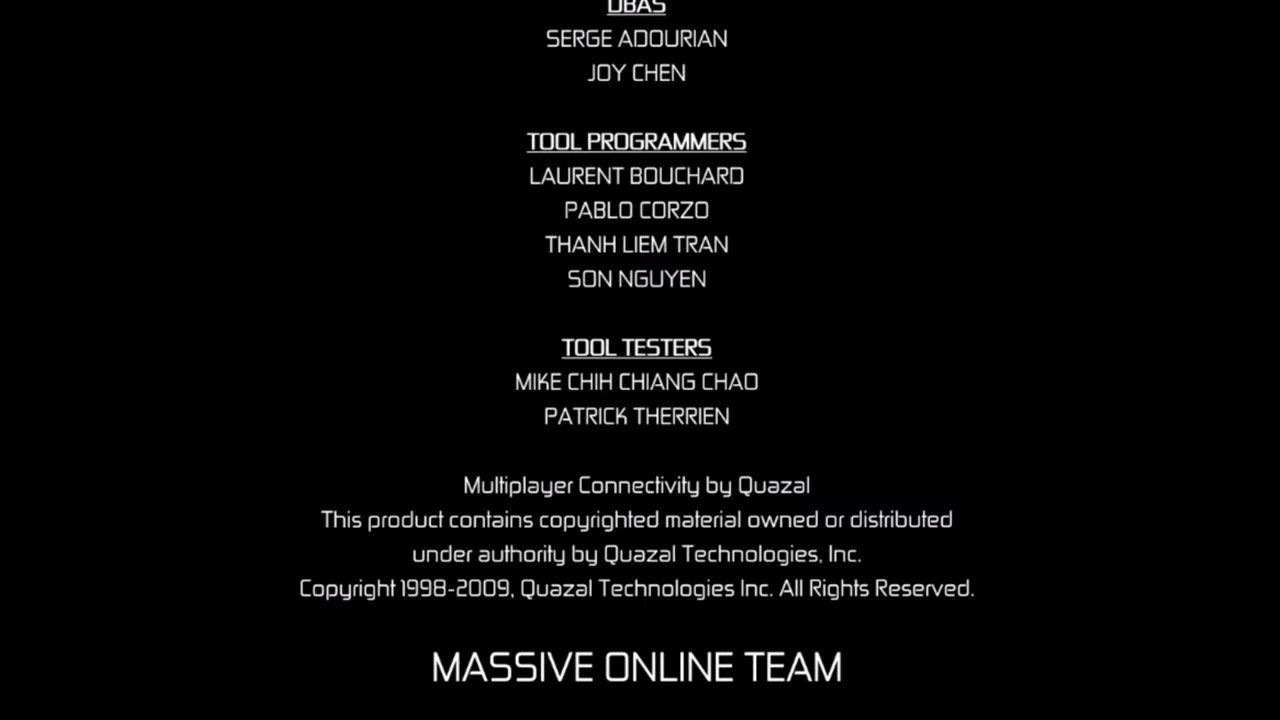 DBAS
SERGE ADOURIAN
JOY CHEN
TOOL PROGRAMMERS
LAURENT BOUCHARD
PABLO CORZO
THANH LIEM TRAN
SON NGUYEN
TOOL TESTERS
MIKE CHIH CHIANG CHAO
PATRICK THERRIEN
Multiplayer Connectivity by Quazal
This product contains copyrighted material owned or distributed
under authority by Quazal Technologies, Inc.
Copyright 1998-2009, Quazal Technologies Inc. All Rights Reserved.
MASSIVE ONLINE TEAM